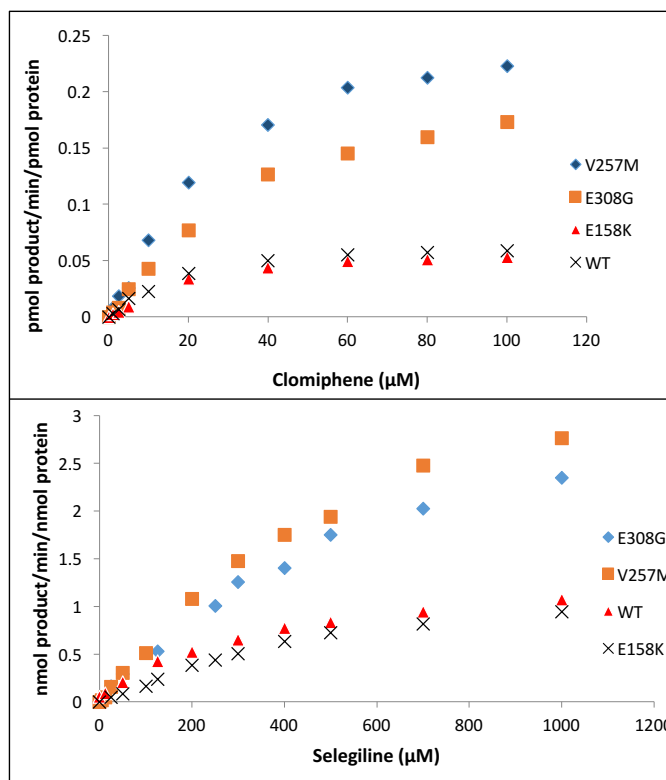 pmol product/min/pmol protein
0.25
0.2
0.15
0.1
0.05
0
0 20 40 60 80 100 120
Clomiphene (µM)
V257M
E308G
E158K
WT
nmol product/min/nmol protein
3
2.5
2
1.5
1
0.5
0
0 200 400 600 800 1000 1200
Selegiline (µM)
E308G
V257M
WT
E158K